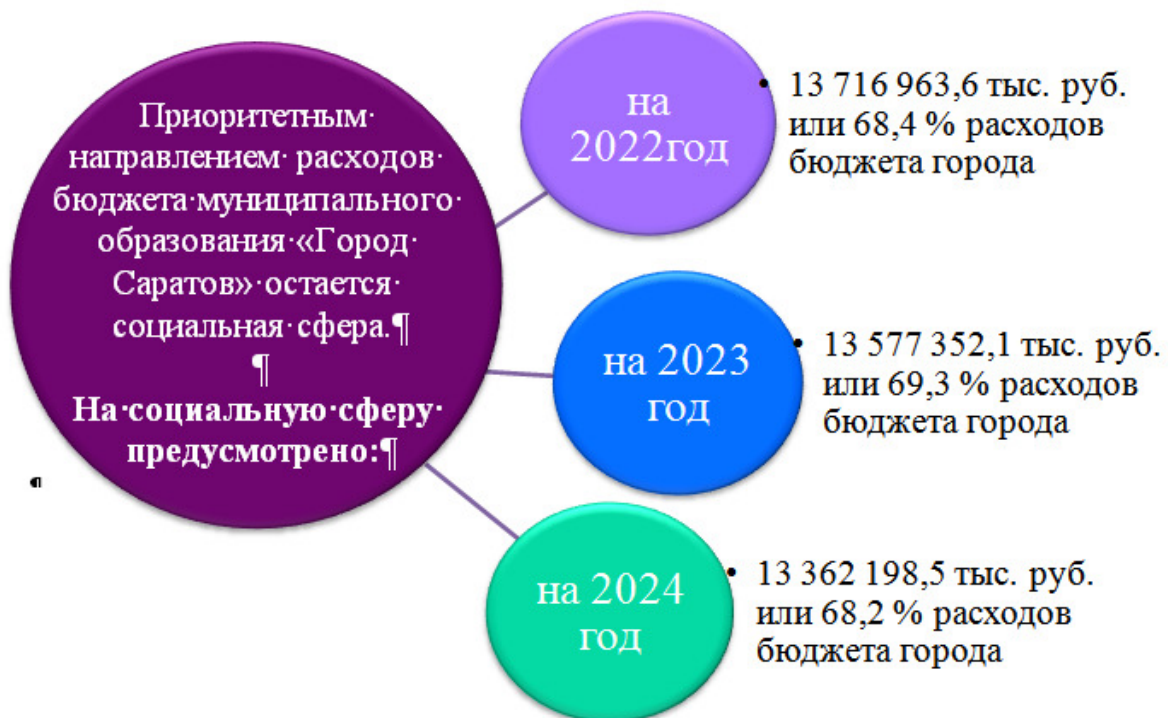 Приоритетным·
направлением· расходов·
бюджета·муниципального·
образования·«Город·
Саратов»·остается·
социальная·сфера.¶
¶
На·социальную·сферу·
предусмотрено:¶
¶
на
2022год
• 13 716 963,6 тыс. руб.
или 68,4 % расходов
бюджета города
на 2023
год
• 13 577 352,1 тыс. руб.
или 69,3 % расходов
бюджета города
на 2024
год
• 13 362 198,5 тыс. руб.
или 68,2 % расходов
бюджета города